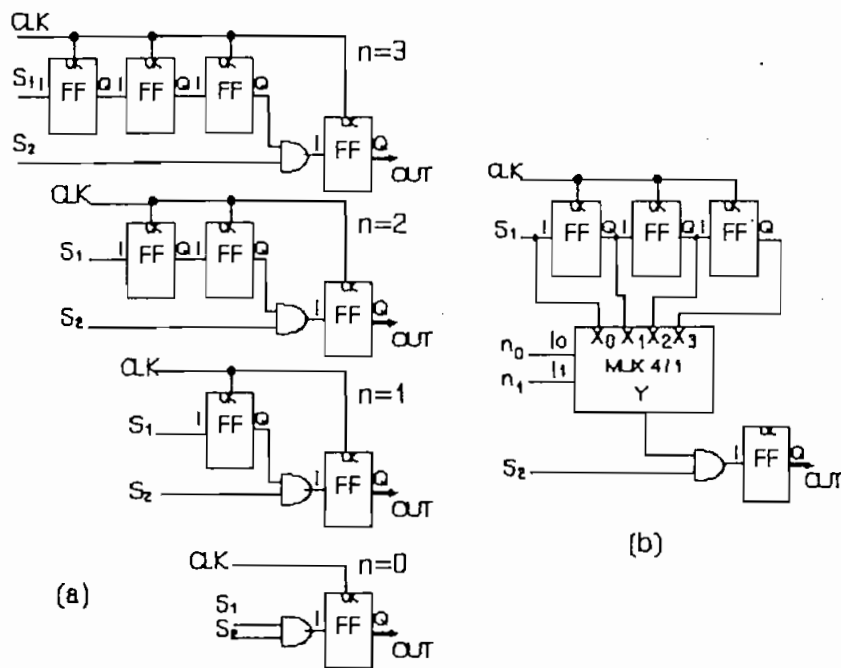 CLK
n=3
S1 I FF Q I FF Q I FF Q
S2
I FF Q
OUT
CLK
n=2
S1 I FF Q I FF Q
S2
I FF Q
OUT
CLK
n=1
S1 I FF Q
S2
I FF Q
OUT
CLK
n=0
S1
S2
I FF Q
OUT
(a)
CLK
S1 I FF Q I FF Q I FF Q
X0 X1 X2 X3
n0 I0
n1 I1
MUX 4/1
Y
S2
I FF Q
OUT
(b)